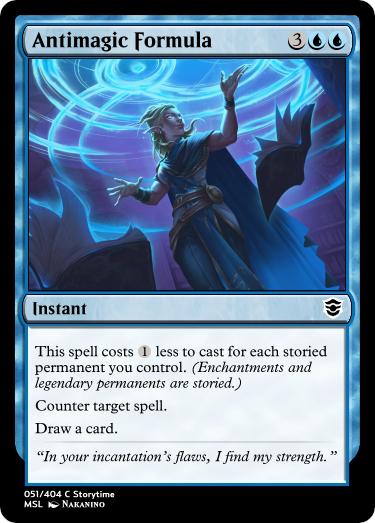 Antimagic Formula 3
Instant
This spell costs 1 less to cast for each storied
permanent you control. (Enchantments and
legendary permanents are storied.)
Counter target spell.
Draw a card.
"In your incantation's flaws, I find my strength."
051/404 C Storytime
MSL Nakanino